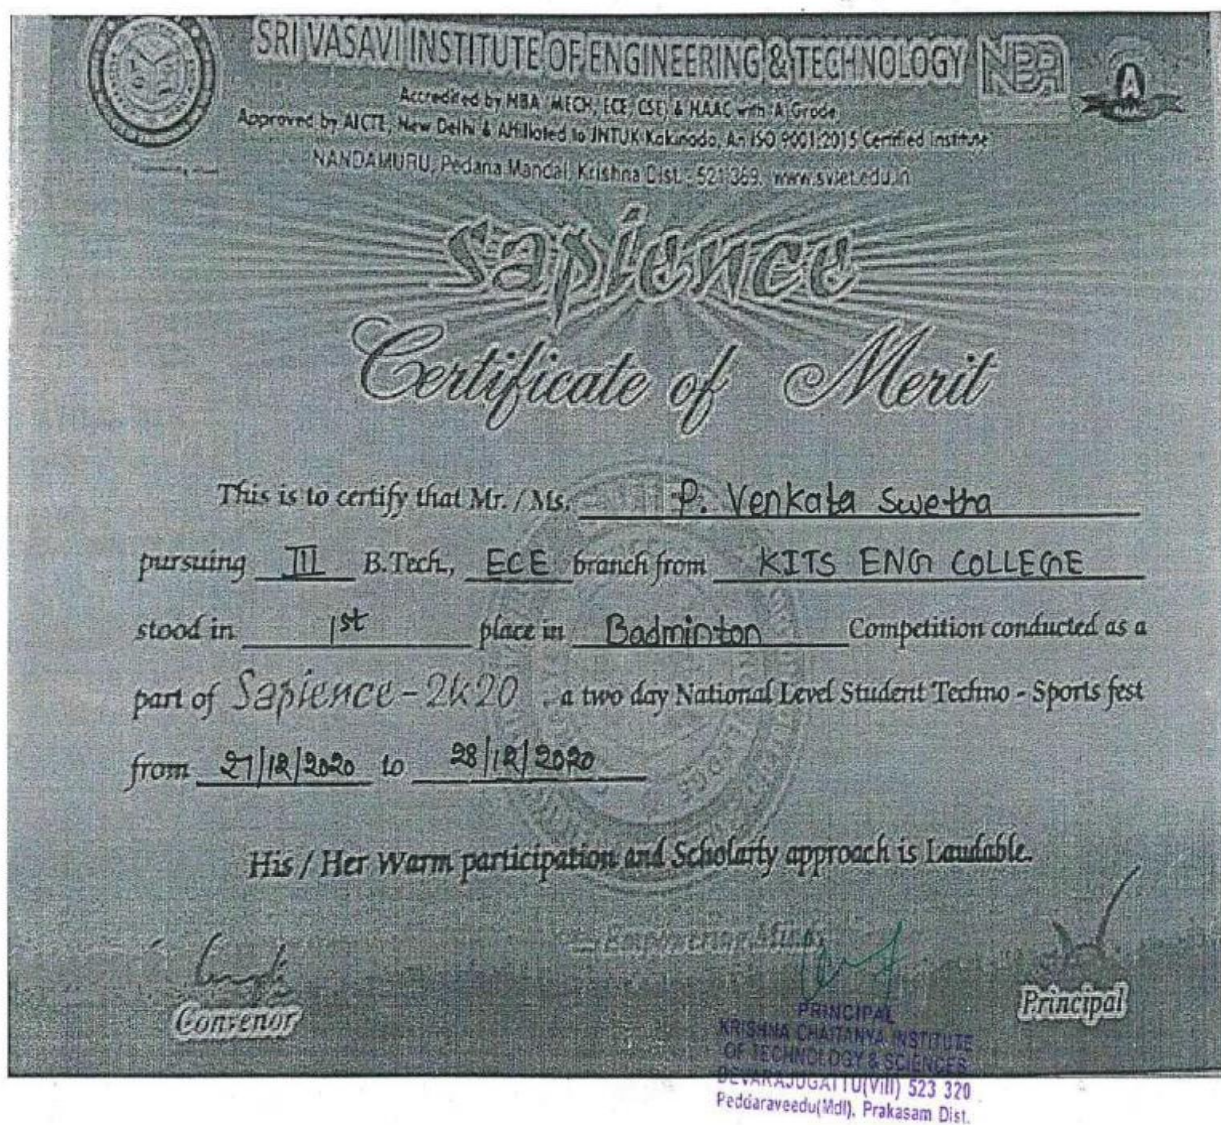 SRI VASAVI INSTITUTE OF ENGINEERING & TECHNOLOGY
NBA
A
Accredited by NBA (MECH, ECE, CSE) & NAAC with 'A' Grade
Approved by AICTE, New Delhi & Affiliated to JNTUK Kakinada, An ISO 9001:2015 Certified Institute
NANDAMURU, Pedana Mandal, Krishna Dist.- 521 369. www.sviet.edu.in
Sapience
Certificate of Merit
This is to certify that Mr. / Ms. P. Venkata Swetha
pursuing III B.Tech., ECE branch from KITS ENG COLLEGE
stood in 1st place in Badminton Competition conducted as a
part of Sapience-2k20 , a two day National Level Student Techno - Sports fest
from 27/12/2020 to 28/12/2020
His / Her Warm participation and Scholarly approach is Laudable.
Empowering Minds
Convenor
Principal
PRINCIPAL
KRISHNA CHAITANYA INSTITUTE
OF TECHNOLOGY & SCIENCES
DEVARAJUGATTU(Vill) 523 320
Peddaraveedu(Mdl), Prakasam Dist.